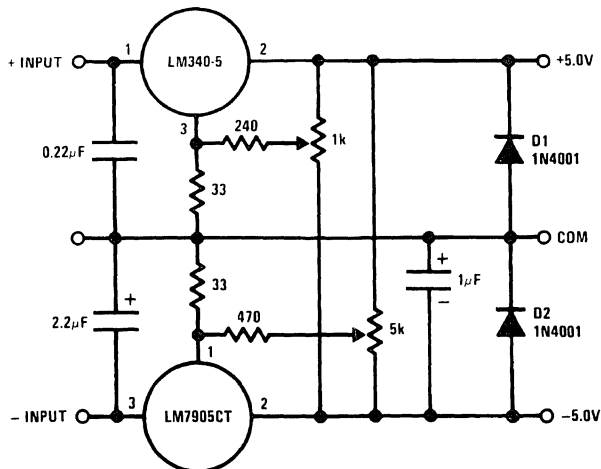 + INPUT
1
LM340-5
2
+5.0V
3
240
1k
D1
1N4001
0.22μF
33
COM
33
+
1μF
-
+
2.2μF
470
5k
D2
1N4001
1
- INPUT
3
LM7905CT
2
-5.0V